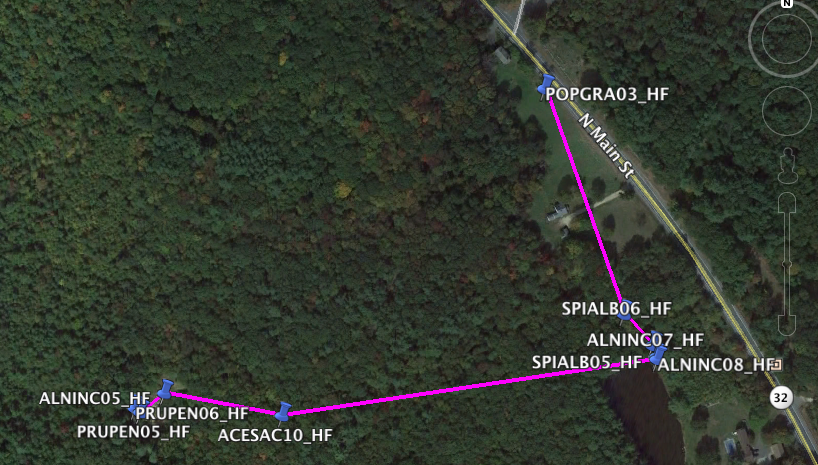 N
POPGRA03_HF
N Main St
SPIALB06_HF
ALNINC07_HF
SPIALB05_HF
ALNINC08_HF
32
ALNINC05_HF
PRUPEN06_HF
PRUPEN05_HF
ACESAC10_HF